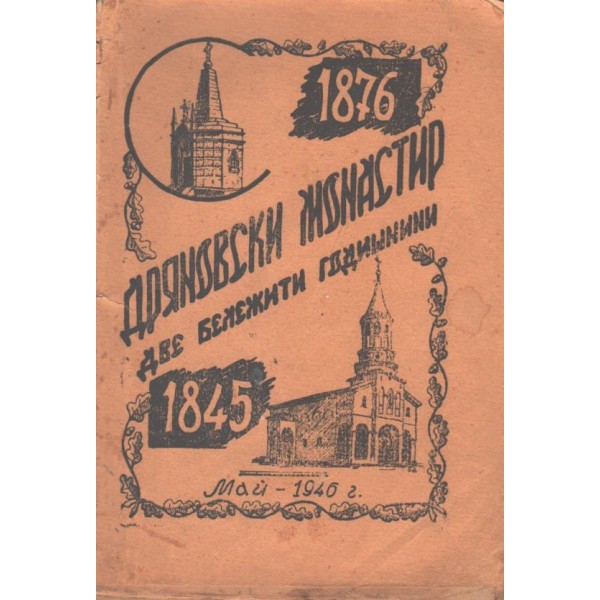 1876
ДРЯНОВСКИ МОНАСТИР
ДВЕ БЕЛЕЖИТИ ГОДИШНИНИ
1845
Май - 1946 г.